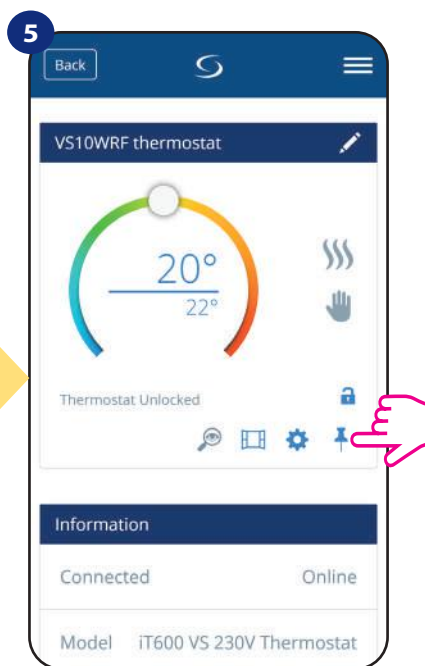 5
Back
VS10WRF thermostat
20°
22°
Thermostat Unlocked
Information
Connected Online
Model iT600 VS 230V Thermostat